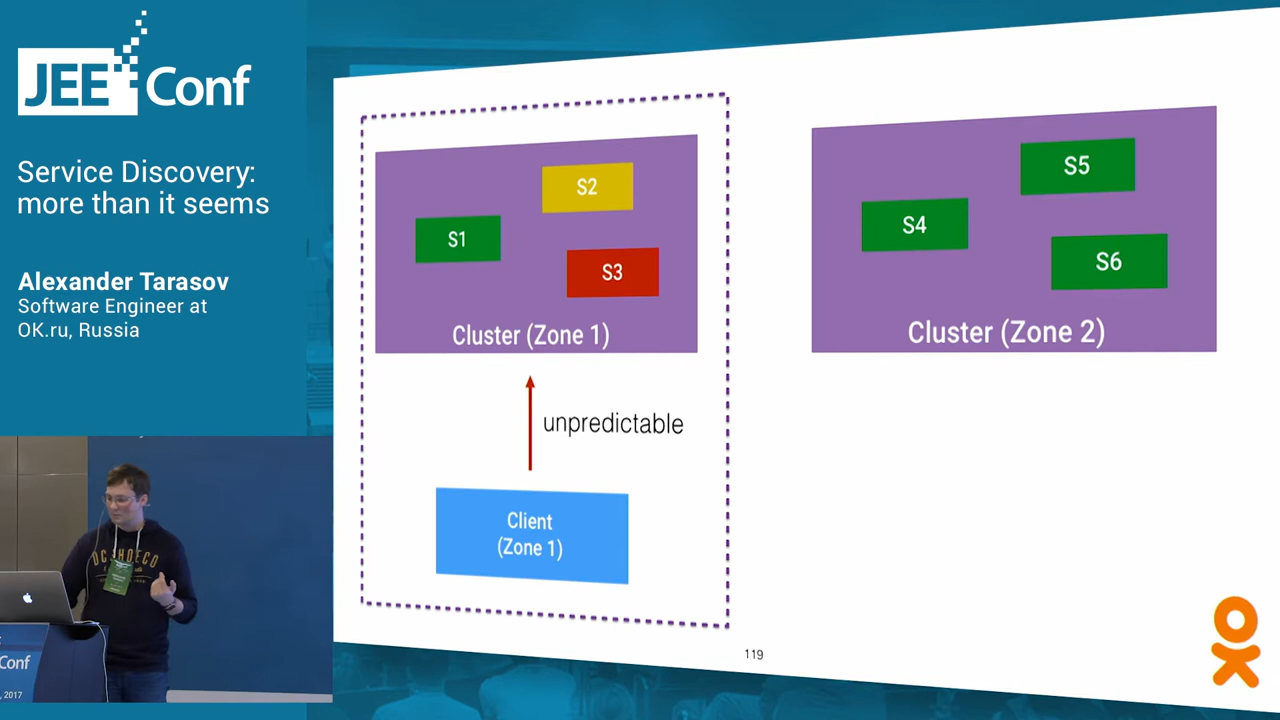 JEE Conf
Service Discovery:
more than it seems
Alexander Tarasov
Software Engineer at
OK.ru, Russia
S1
S2
S3
Cluster (Zone 1)
unpredictable
Client
(Zone 1)
S4
S5
S6
Cluster (Zone 2)
119
Conf
, 2017